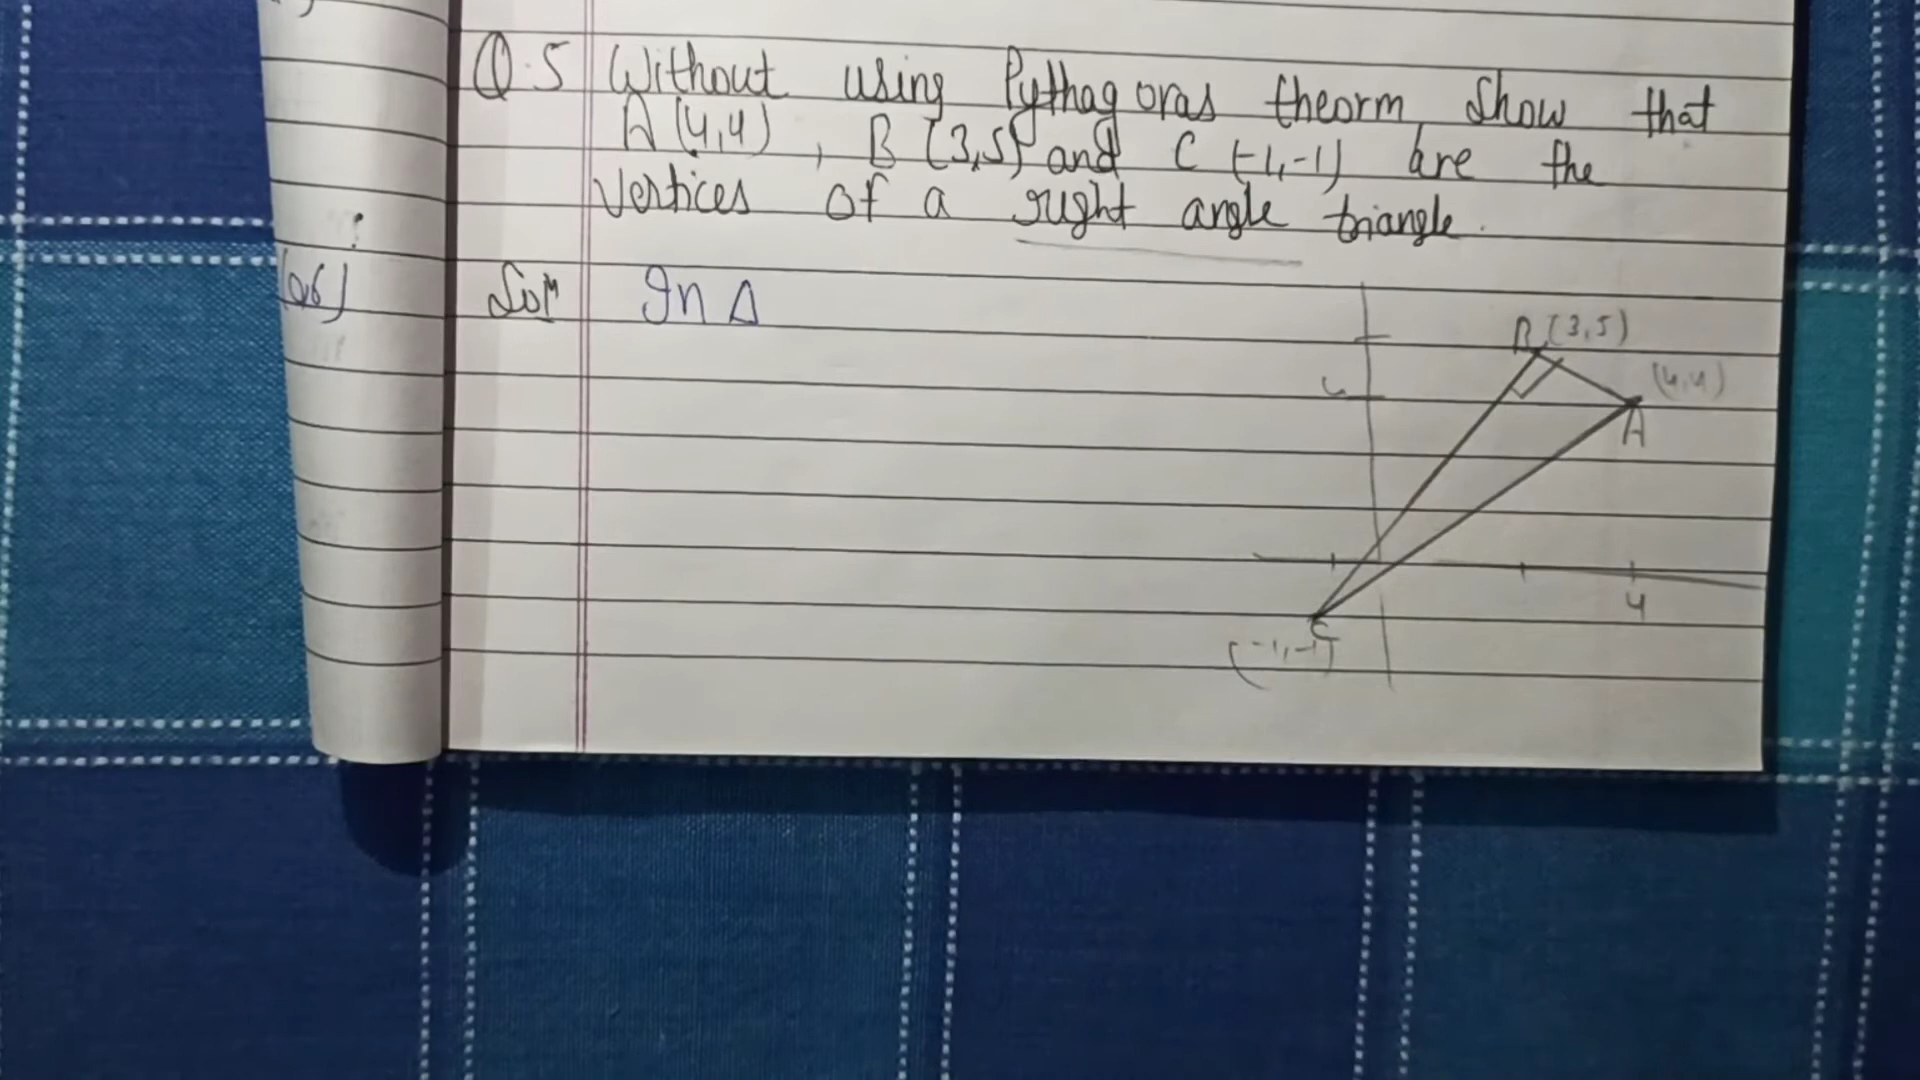 Q.5 Without using Pythagoras theorm, Show that
A (4,4) , B (3,5) and C (-1,-1) are the
vertices of a right angle triangle.
(Q6)
Soln In Δ
B (3,5)
(4,4)
4
A
4
C
(-1,-1)